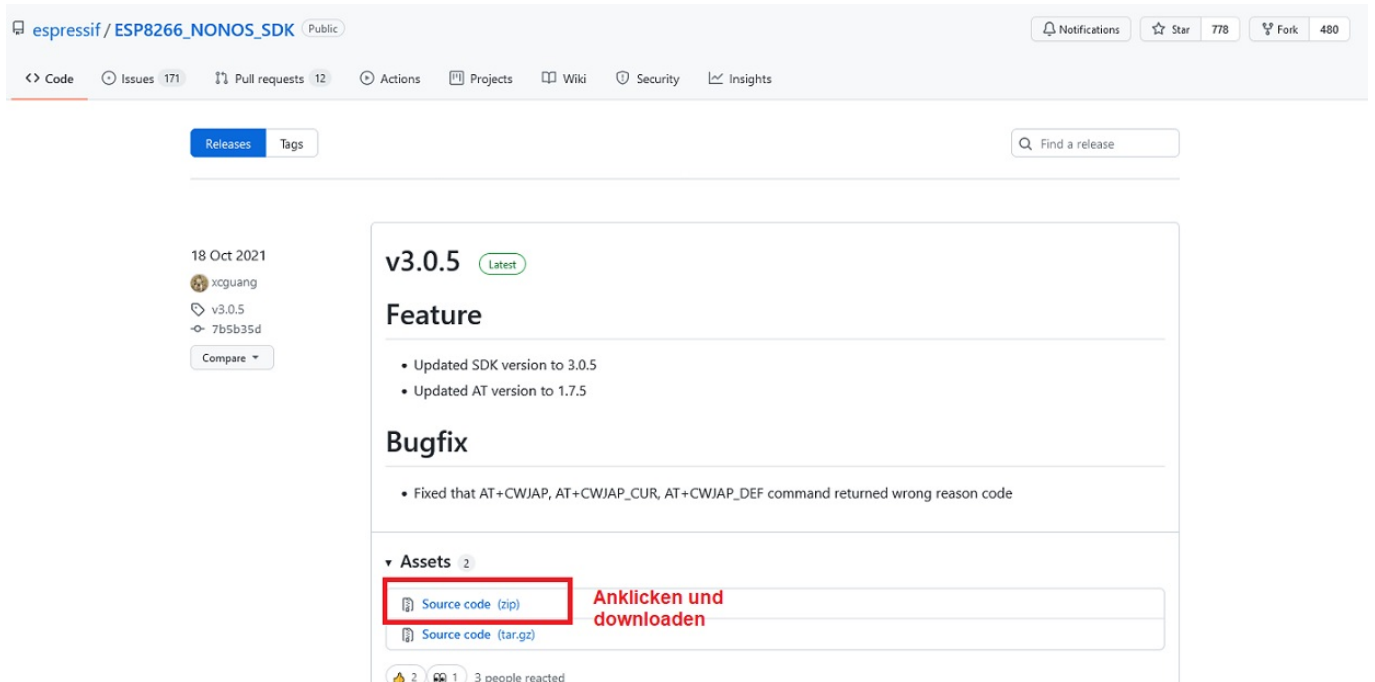 espressif / ESP8266_NONOS_SDK Public
Notifications Star 778 Fork 480
Code Issues 171 Pull requests 12 Actions Projects Wiki Security Insights
Releases Tags
Find a release
18 Oct 2021
xcguang
v3.0.5
7b5b35d
Compare
v3.0.5 Latest
Feature
• Updated SDK version to 3.0.5
• Updated AT version to 1.7.5
Bugfix
• Fixed that AT+CWJAP, AT+CWJAP_CUR, AT+CWJAP_DEF command returned wrong reason code
Assets 2
Source code (zip)
Anklicken und
downloaden
Source code (tar.gz)
2 1 3 people reacted